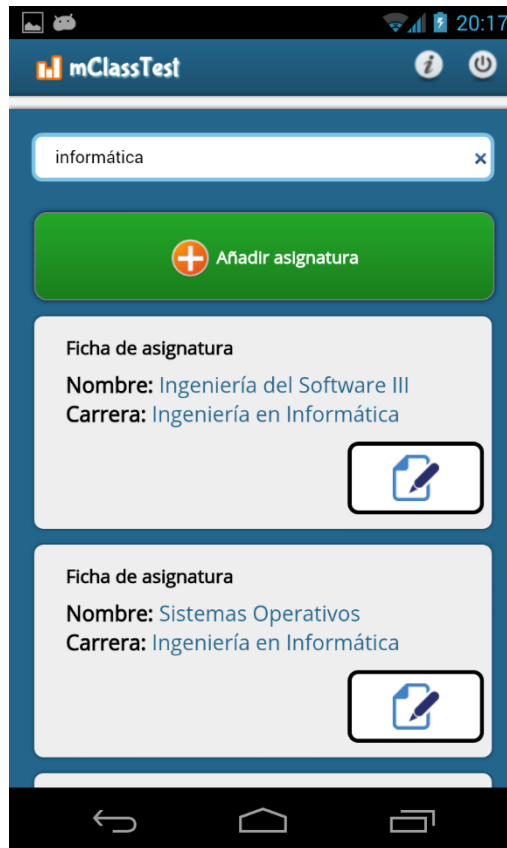 20:17
mClassTest
informática
Añadir asignatura
Ficha de asignatura
Nombre: Ingeniería del Software III
Carrera: Ingeniería en Informática
Ficha de asignatura
Nombre: Sistemas Operativos
Carrera: Ingeniería en Informática